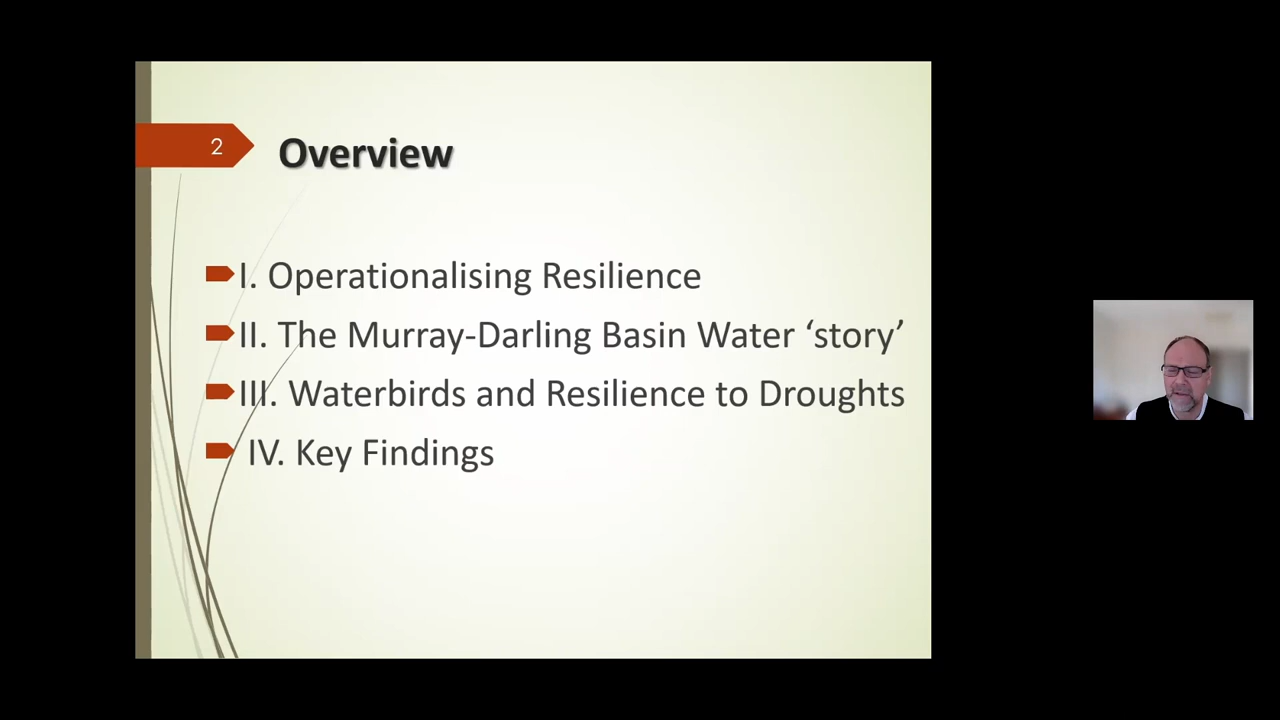 2
Overview
I. Operationalising Resilience
II. The Murray-Darling Basin Water ‘story’
III. Waterbirds and Resilience to Droughts
IV. Key Findings